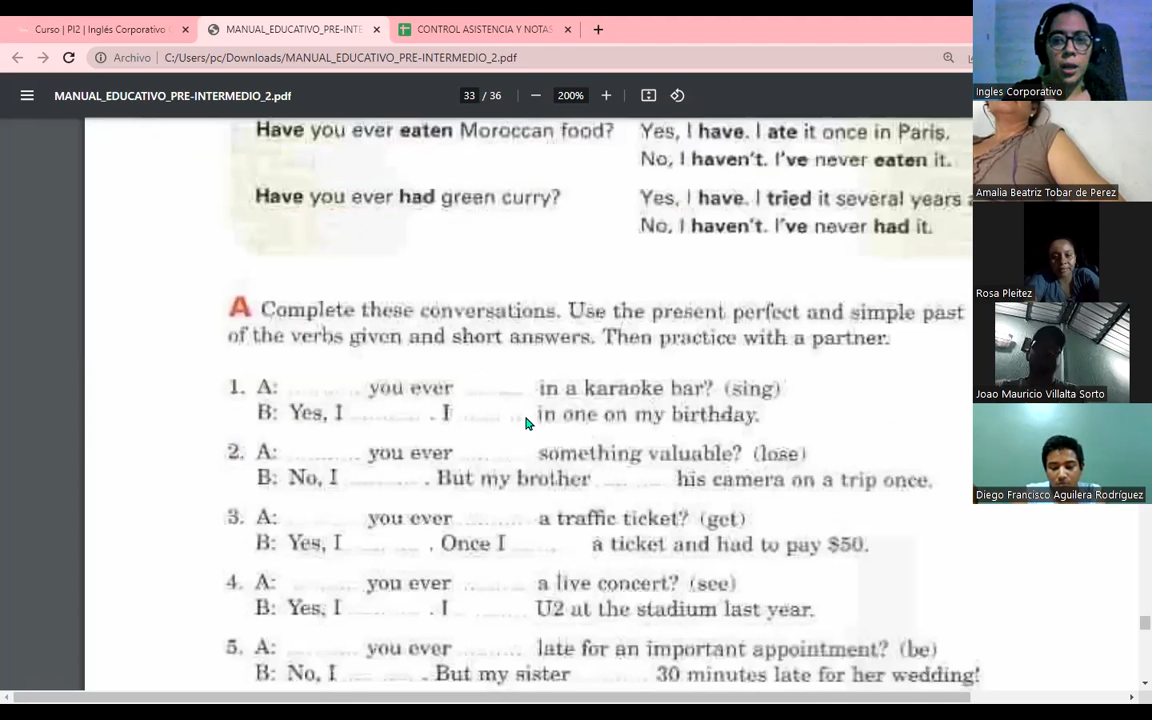 Curso | PI2 | Inglés Corporativo
MANUAL_EDUCATIVO_PRE-INTE
CONTROL ASISTENCIA Y NOTAS
Archivo | C:/Users/pc/Downloads/MANUAL_EDUCATIVO_PRE-INTERMEDIO_2.pdf
MANUAL_EDUCATIVO_PRE-INTERMEDIO_2.pdf
33 / 36
200%
Have you ever eaten Moroccan food? Yes, I have. I ate it once in Paris.
No, I haven't. I've never eaten it.
Have you ever had green curry? Yes, I have. I tried it several years
No, I haven't. I've never had it.
A Complete these conversations. Use the present perfect and simple past
of the verbs given and short answers. Then practice with a partner.
1. A: ........ you ever ........ in a karaoke bar? (sing)
B: Yes, I ........ . I ........ in one on my birthday.
2. A: ........ you ever ........ something valuable? (lose)
B: No, I ........ . But my brother ........ his camera on a trip once.
3. A: ........ you ever ........ a traffic ticket? (get)
B: Yes, I ........ . Once I ........ a ticket and had to pay $50.
4. A: ........ you ever ........ a live concert? (see)
B: Yes, I ........ . I ........ U2 at the stadium last year.
5. A: ........ you ever ........ late for an important appointment? (be)
B: No, I ........ . But my sister ........ 30 minutes late for her wedding!
Ingles Corporativo
Amalia Beatriz Tobar de Perez
Rosa Pleitez
Joao Mauricio Villalta Sorto
Diego Francisco Aguilera Rodríguez